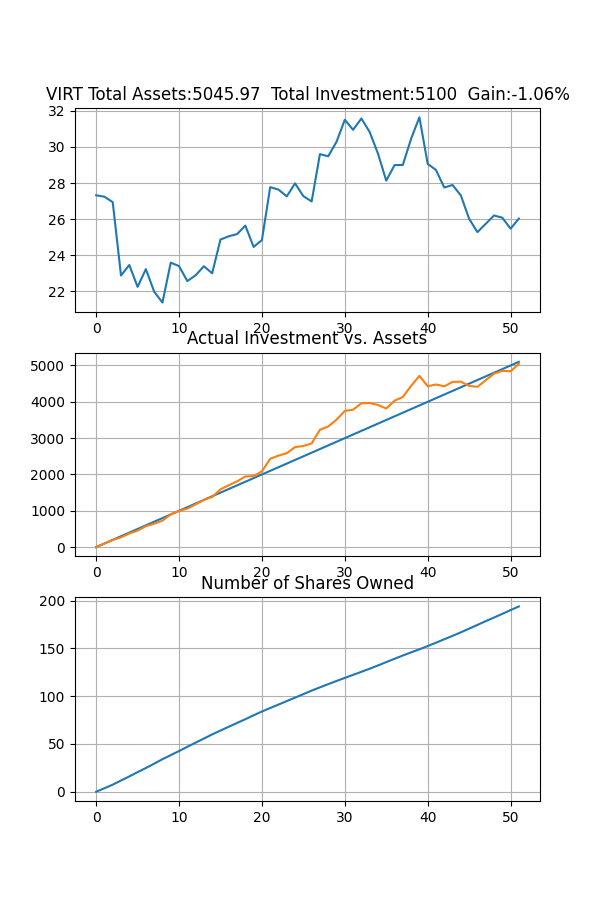 VIRT Total Assets:5045.97  Total Investment:5100  Gain:-1.06%
32
30
28
26
24
22
0 10 20 30 40 50
Actual Investment vs. Assets
5000
4000
3000
2000
1000
0
0 10 20 30 40 50
Number of Shares Owned
200
150
100
50
0
0 10 20 30 40 50